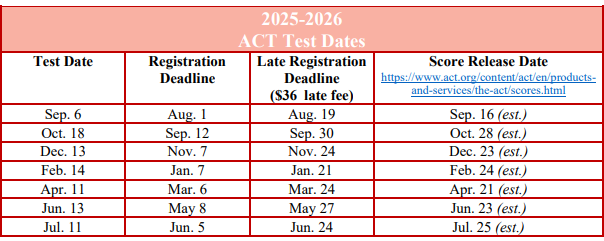 2025-2026
ACT Test Dates
Test Date Registration Deadline Late Registration Deadline ($36 late fee) Score Release Date https://www.act.org/content/act/en/products-and-services/the-act/scores.html
Sep. 6 Aug. 1 Aug. 19 Sep. 16 (est.)
Oct. 18 Sep. 12 Sep. 30 Oct. 28 (est.)
Dec. 13 Nov. 7 Nov. 24 Dec. 23 (est.)
Feb. 14 Jan. 7 Jan. 21 Feb. 24 (est.)
Apr. 11 Mar. 6 Mar. 24 Apr. 21 (est.)
Jun. 13 May 8 May 27 Jun. 23 (est.)
Jul. 11 Jun. 5 Jun. 24 Jul. 25 (est.)